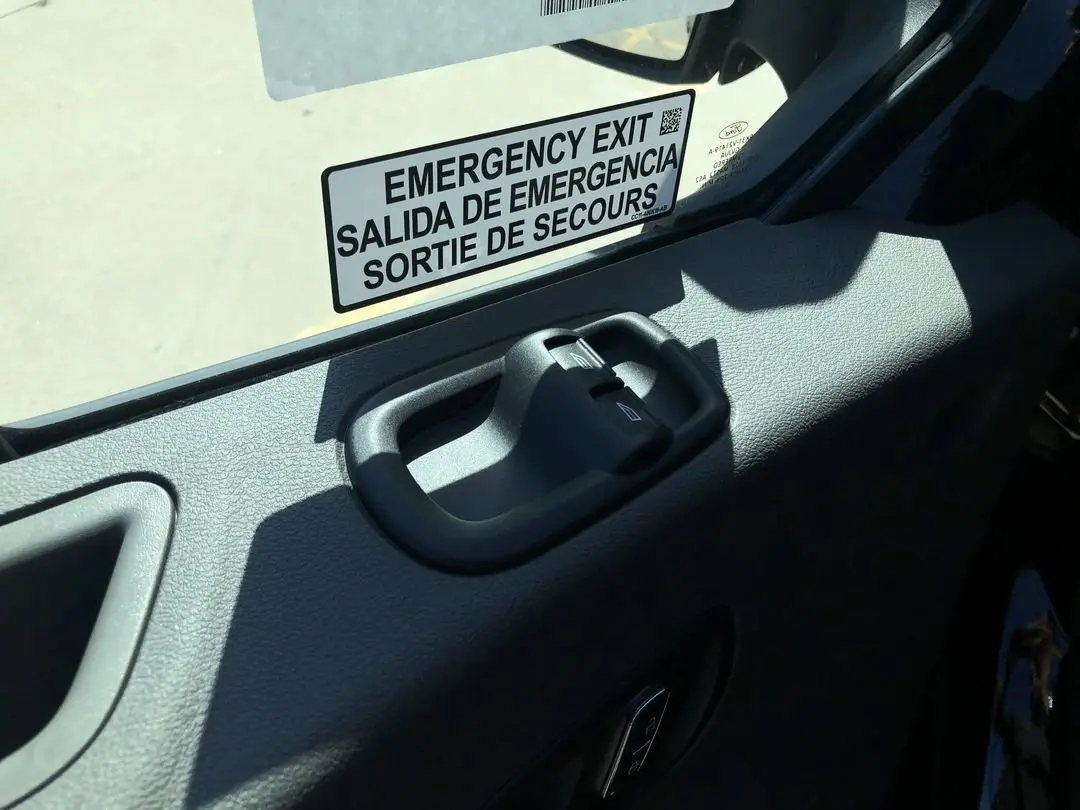 EMERGENCY EXIT
SALIDA DE EMERGENCIA
SORTIE DE SECOURS